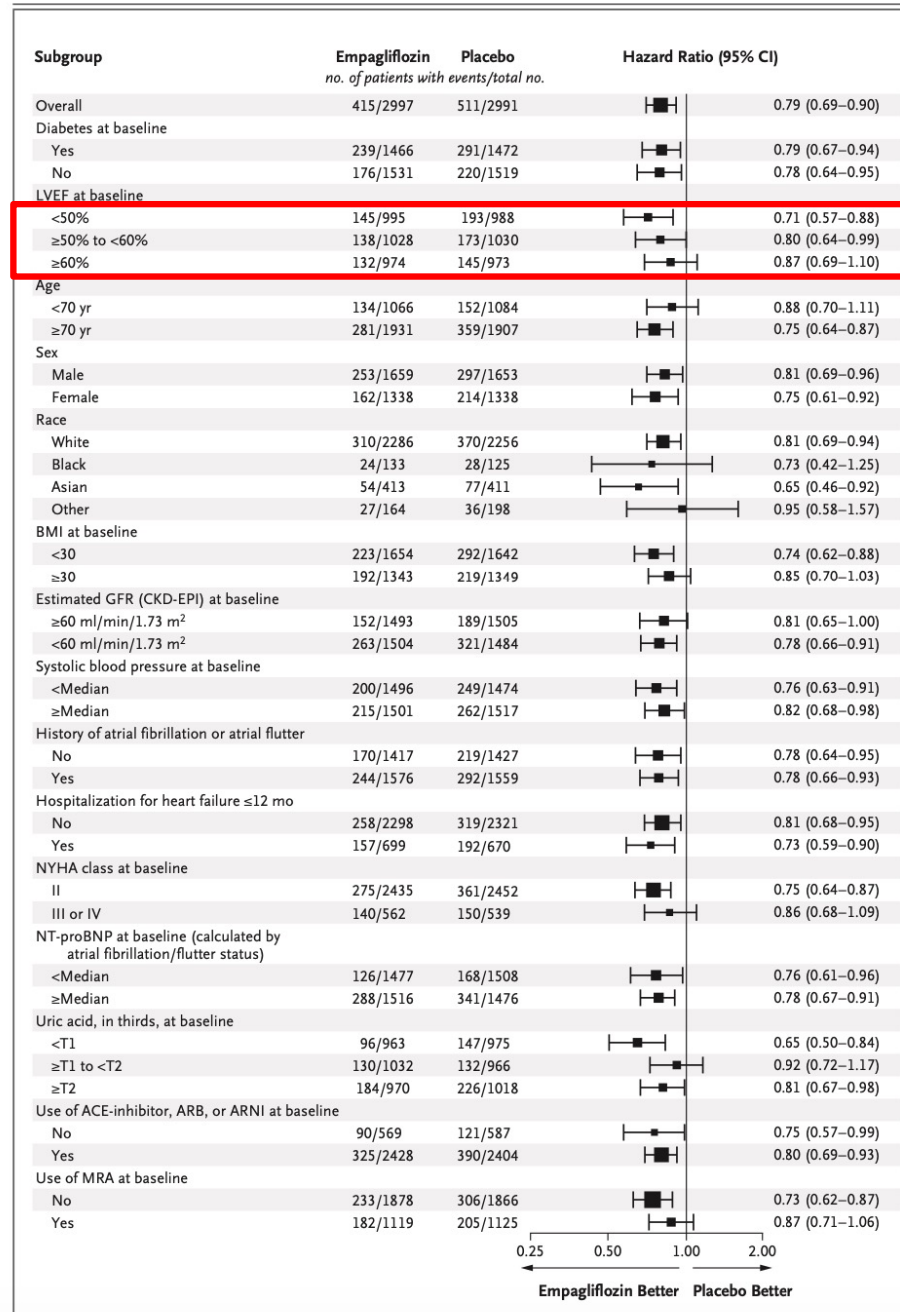 Subgroup Empagliflozin Placebo Hazard Ratio (95% CI)
no. of patients with events/total no.
Overall 415/2997 511/2991 0.79 (0.69–0.90)
Diabetes at baseline
Yes 239/1466 291/1472 0.79 (0.67–0.94)
No 176/1531 220/1519 0.78 (0.64–0.95)
LVEF at baseline
<50% 145/995 193/988 0.71 (0.57–0.88)
≥50% to <60% 138/1028 173/1030 0.80 (0.64–0.99)
≥60% 132/974 145/973 0.87 (0.69–1.10)
Age
<70 yr 134/1066 152/1084 0.88 (0.70–1.11)
≥70 yr 281/1931 359/1907 0.75 (0.64–0.87)
Sex
Male 253/1659 297/1653 0.81 (0.69–0.96)
Female 162/1338 214/1338 0.75 (0.61–0.92)
Race
White 310/2286 370/2256 0.81 (0.69–0.94)
Black 24/133 28/125 0.73 (0.42–1.25)
Asian 54/413 77/411 0.65 (0.46–0.92)
Other 27/164 36/198 0.95 (0.58–1.57)
BMI at baseline
<30 223/1654 292/1642 0.74 (0.62–0.88)
≥30 192/1343 219/1349 0.85 (0.70–1.03)
Estimated GFR (CKD-EPI) at baseline
≥60 ml/min/1.73 m² 152/1493 189/1505 0.81 (0.65–1.00)
<60 ml/min/1.73 m² 263/1504 321/1484 0.78 (0.66–0.91)
Systolic blood pressure at baseline
<Median 200/1496 249/1474 0.76 (0.63–0.91)
≥Median 215/1501 262/1517 0.82 (0.68–0.98)
History of atrial fibrillation or atrial flutter
No 170/1417 219/1427 0.78 (0.64–0.95)
Yes 244/1576 292/1559 0.78 (0.66–0.93)
Hospitalization for heart failure ≤12 mo
No 258/2298 319/2321 0.81 (0.68–0.95)
Yes 157/699 192/670 0.73 (0.59–0.90)
NYHA class at baseline
II 275/2435 361/2452 0.75 (0.64–0.87)
III or IV 140/562 150/539 0.86 (0.68–1.09)
NT-proBNP at baseline (calculated by
atrial fibrillation/flutter status)
<Median 126/1477 168/1508 0.76 (0.61–0.96)
≥Median 288/1516 341/1476 0.78 (0.67–0.91)
Uric acid, in thirds, at baseline
<T1 96/963 147/975 0.65 (0.50–0.84)
≥T1 to <T2 130/1032 132/966 0.92 (0.72–1.17)
≥T2 184/970 226/1018 0.81 (0.67–0.98)
Use of ACE-inhibitor, ARB, or ARNI at baseline
No 90/569 121/587 0.75 (0.57–0.99)
Yes 325/2428 390/2404 0.80 (0.69–0.93)
Use of MRA at baseline
No 233/1878 306/1866 0.73 (0.62–0.87)
Yes 182/1119 205/1125 0.87 (0.71–1.06)
0.25 0.50 1.00 2.00
Empagliflozin Better Placebo Better